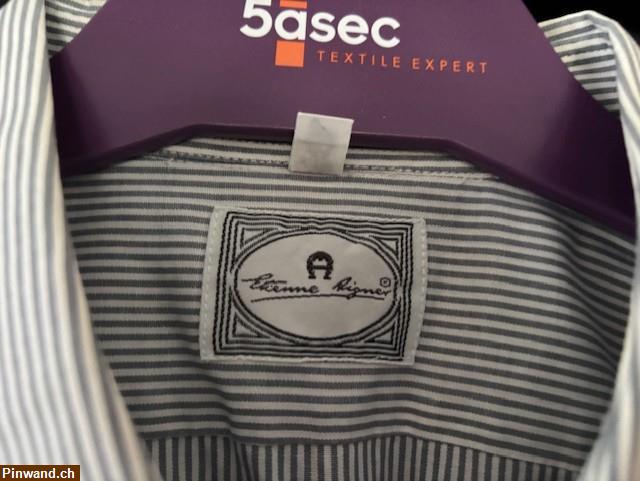 5àsec
TEXTILE EXPERT
A
Etienne Aigner ®
Pinwand.ch